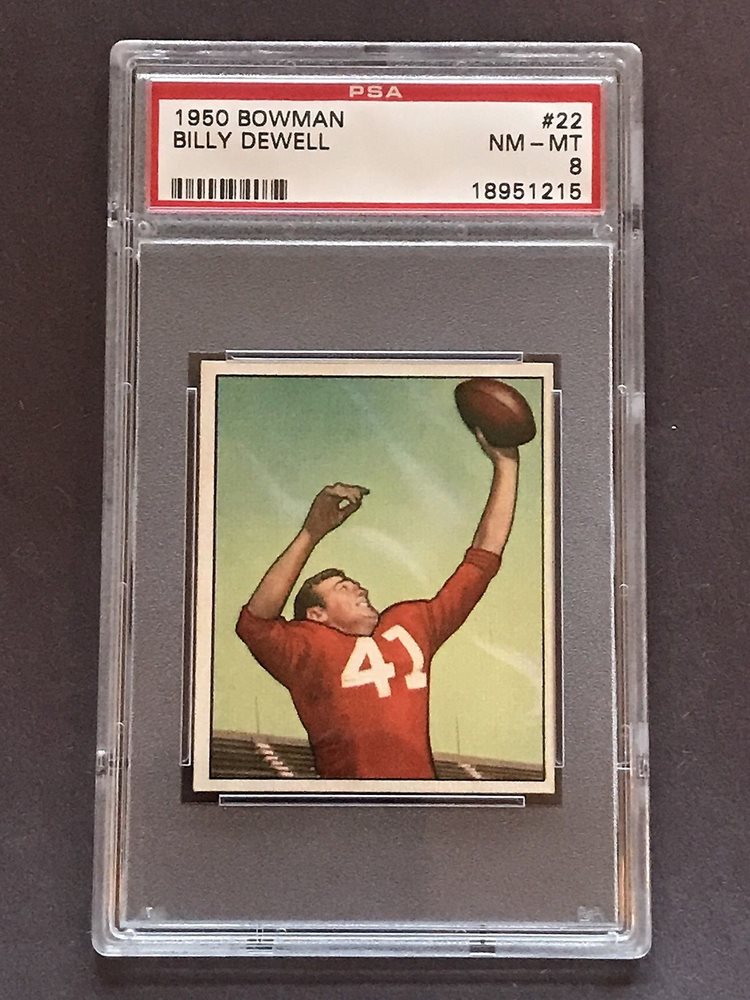 PSA
1950 BOWMAN #22
BILLY DEWELL NM-MT
8
18951215
41